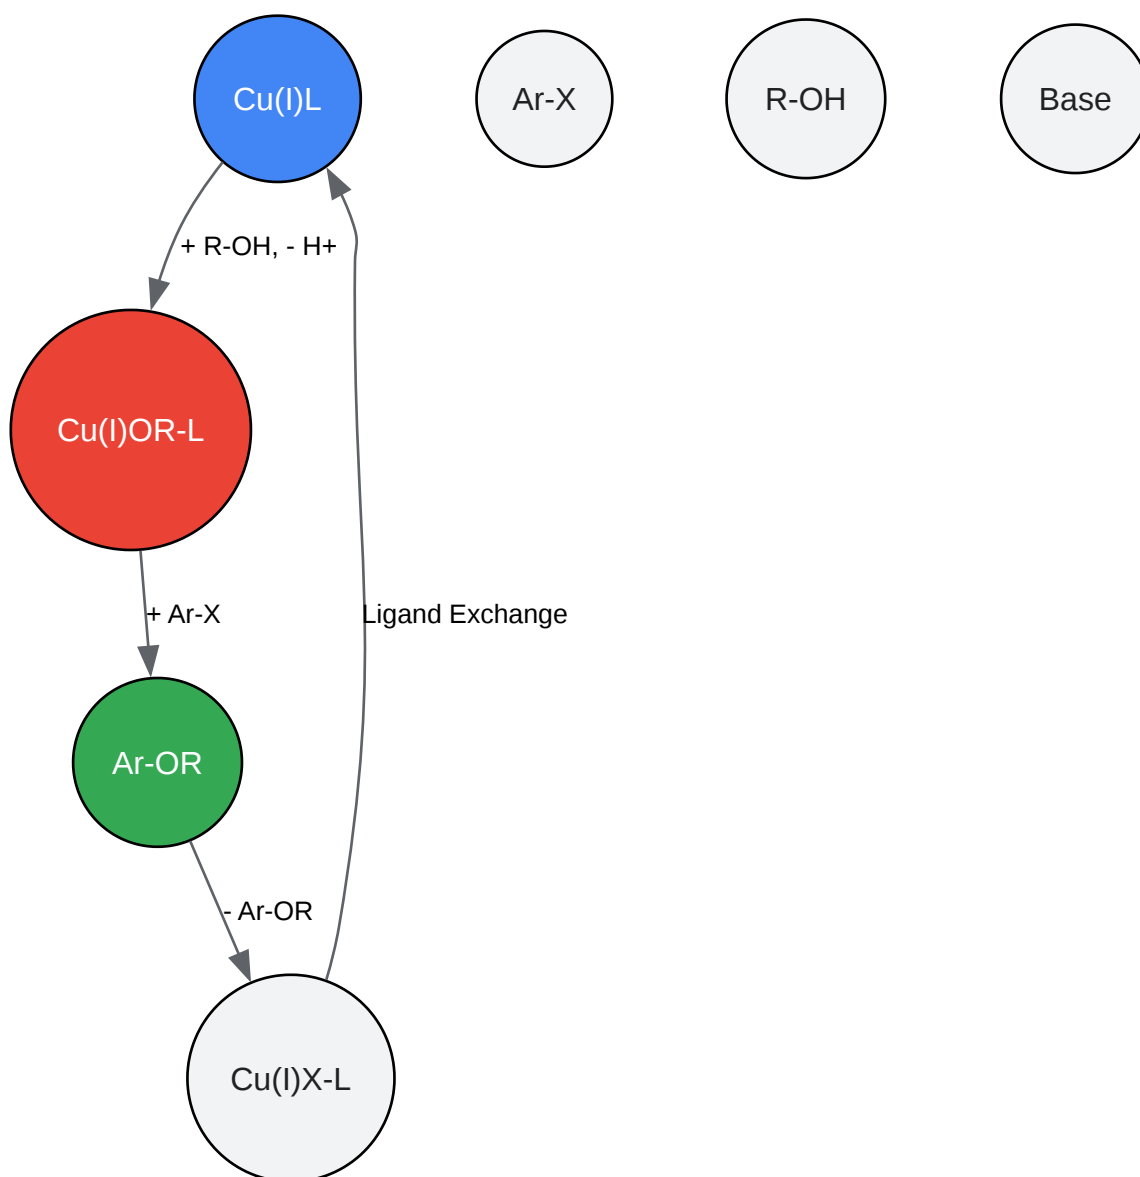 Cu(I)L
Ar-X
R-OH
Base
+ R-OH, - H+
Cu(I)OR-L
+ Ar-X
Ligand Exchange
Ar-OR
- Ar-OR
Cu(I)X-L